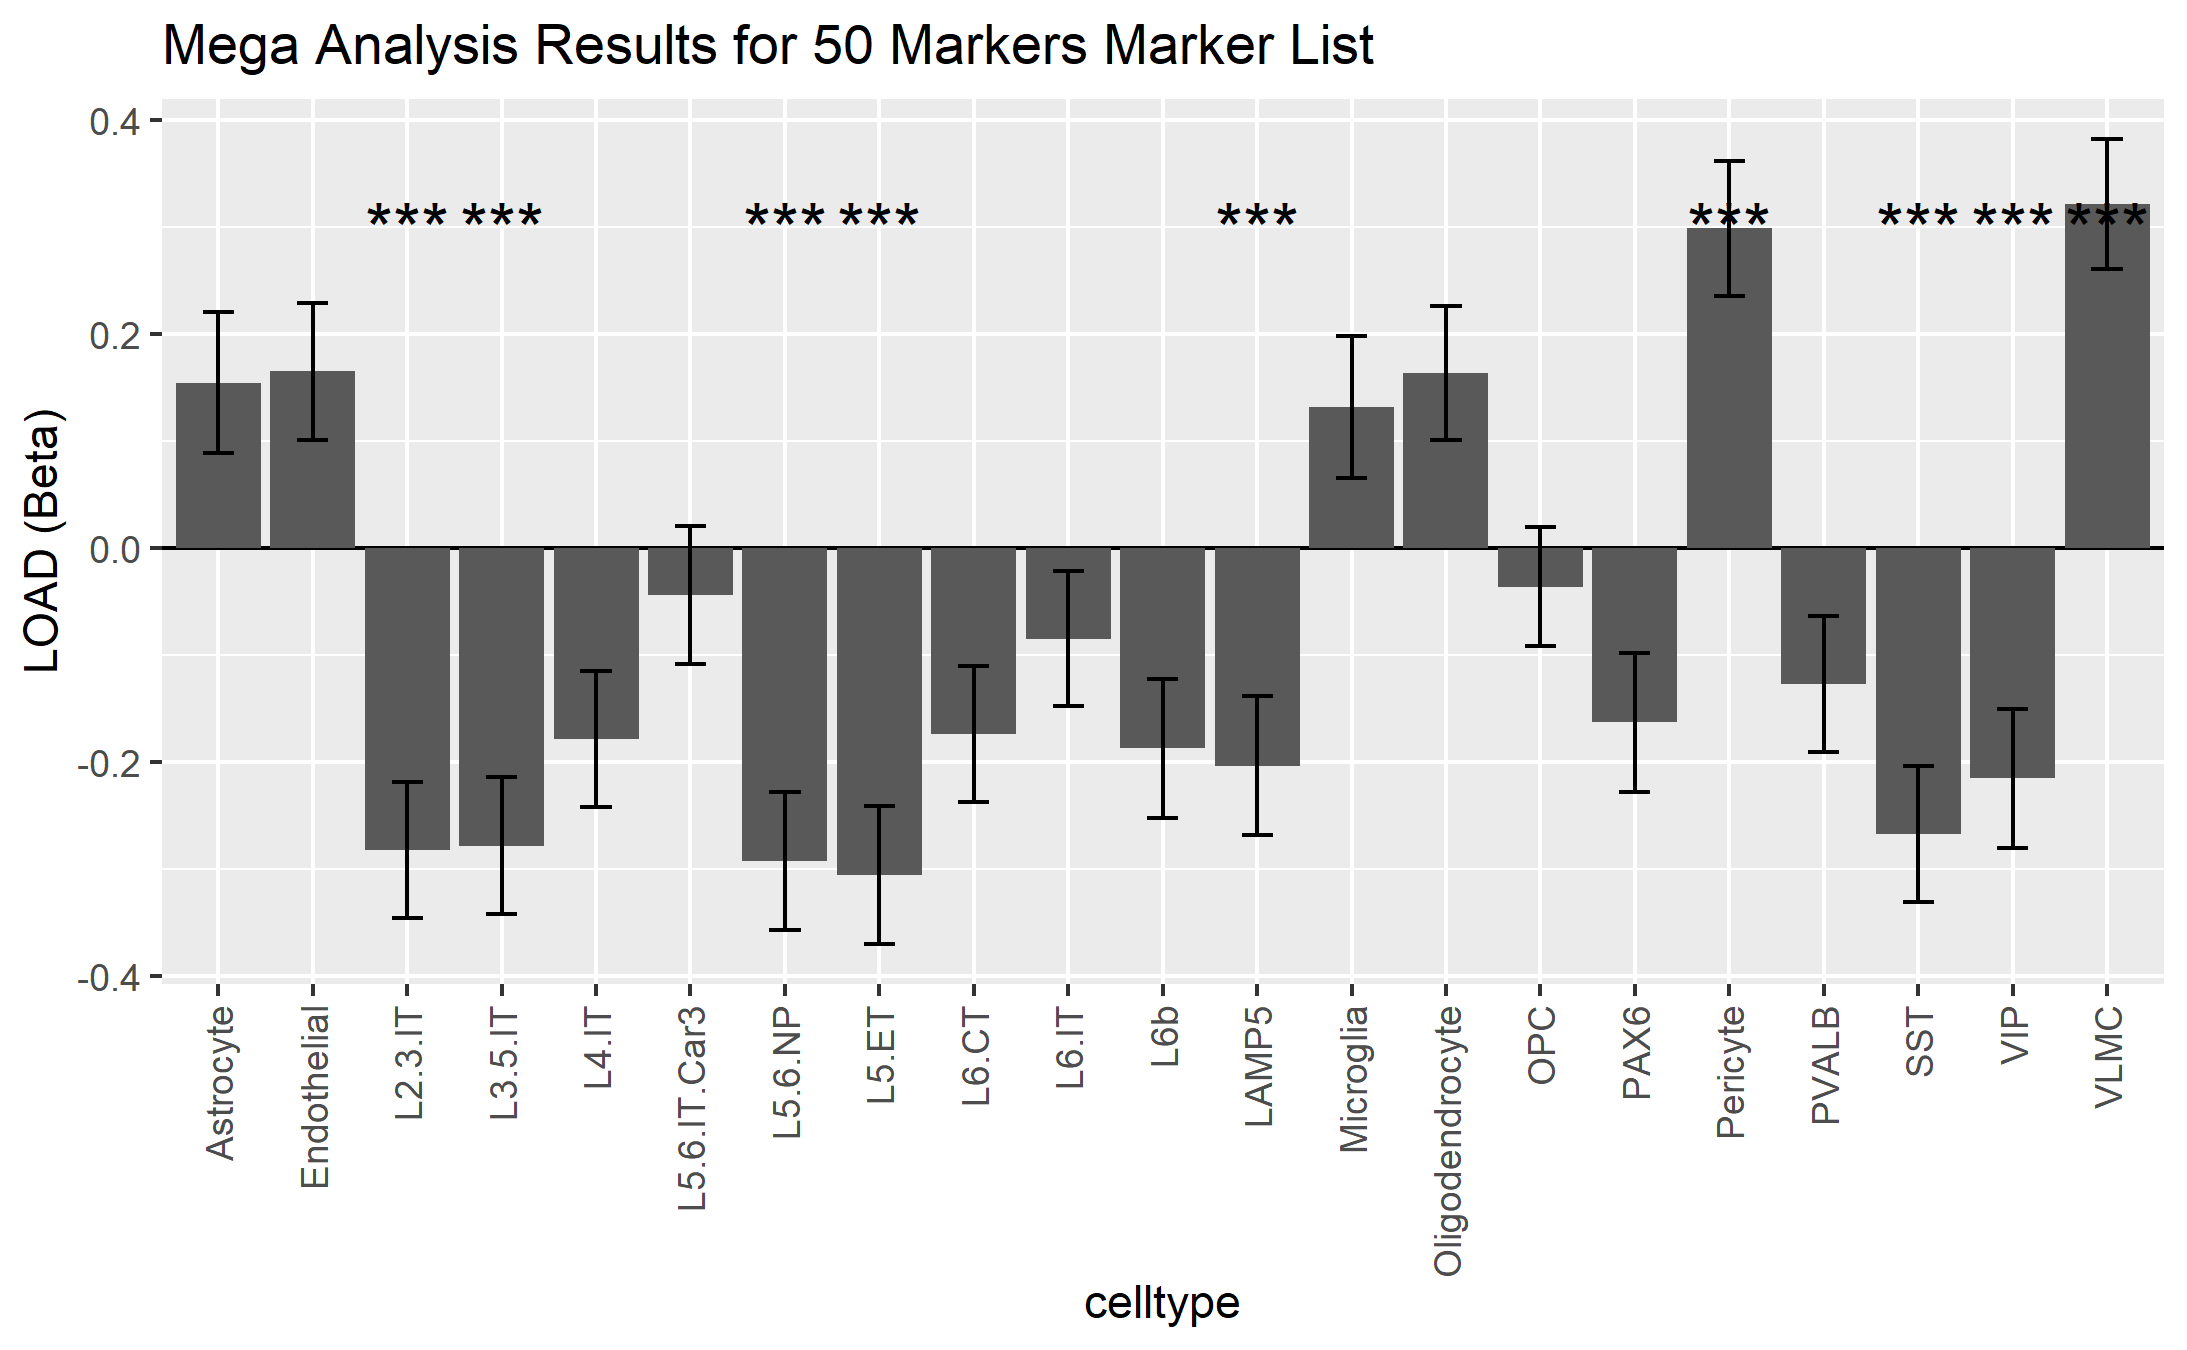 Mega Analysis Results for 50 Markers Marker List
0.4
0.2
0.0
-0.2
-0.4
LOAD (Beta)
*** *** *** *** *** *** *** *** ***
Astrocyte
Endothelial
L2.3.IT
L3.5.IT
L4.IT
L5.6.IT.Car3
L5.6.NP
L5.ET
L6.CT
L6.IT
L6b
LAMP5
Microglia
Oligodendrocyte
OPC
PAX6
Pericyte
PVALB
SST
VIP
VLMC
celltype